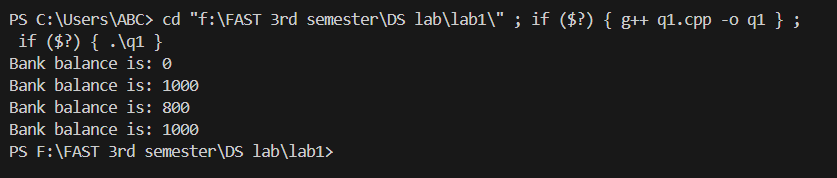 PS C:\Users\ABC> cd "f:\FAST 3rd semester\DS lab\lab1\" ; if ($?) { g++ q1.cpp -o q1 } ;
 if ($?) { .\q1 }
Bank balance is: 0
Bank balance is: 1000
Bank balance is: 800
Bank balance is: 1000
PS F:\FAST 3rd semester\DS lab\lab1>